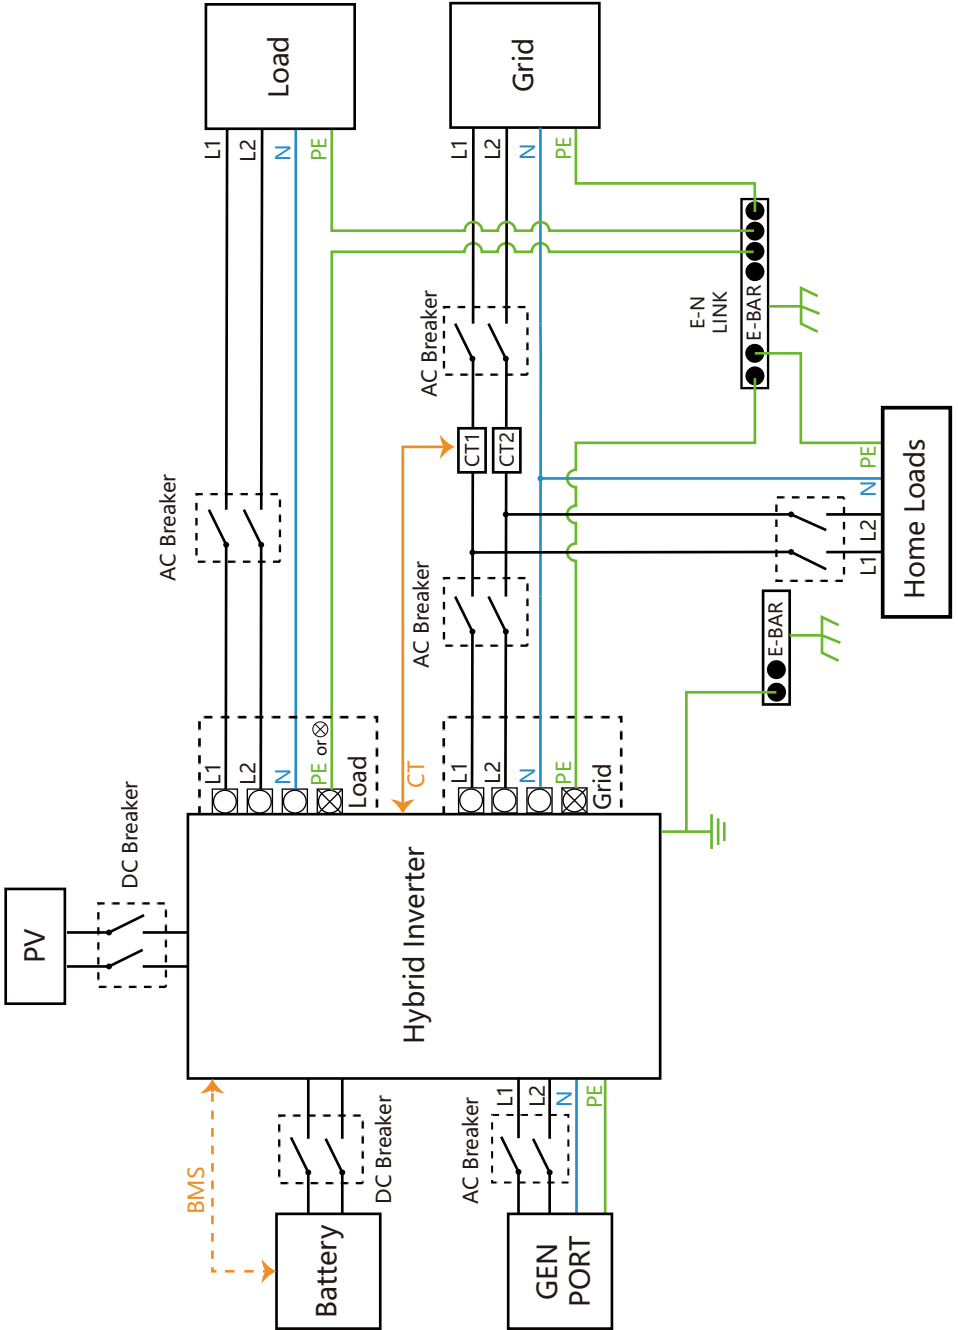 Load
Grid
L1
L2
N
PE
L1
L2
N
PE
E-N
LINK
E-BAR
AC Breaker
CT1
CT2
AC Breaker
AC Breaker
PE
N
L2
L1
Home Loads
E-BAR
L1
L2
N
PE or
Load
CT
L1
L2
N
PE
Grid
DC Breaker
PV
Hybrid Inverter
BMS
DC Breaker
Battery
AC Breaker
L1
L2
N
PE
GEN
PORT